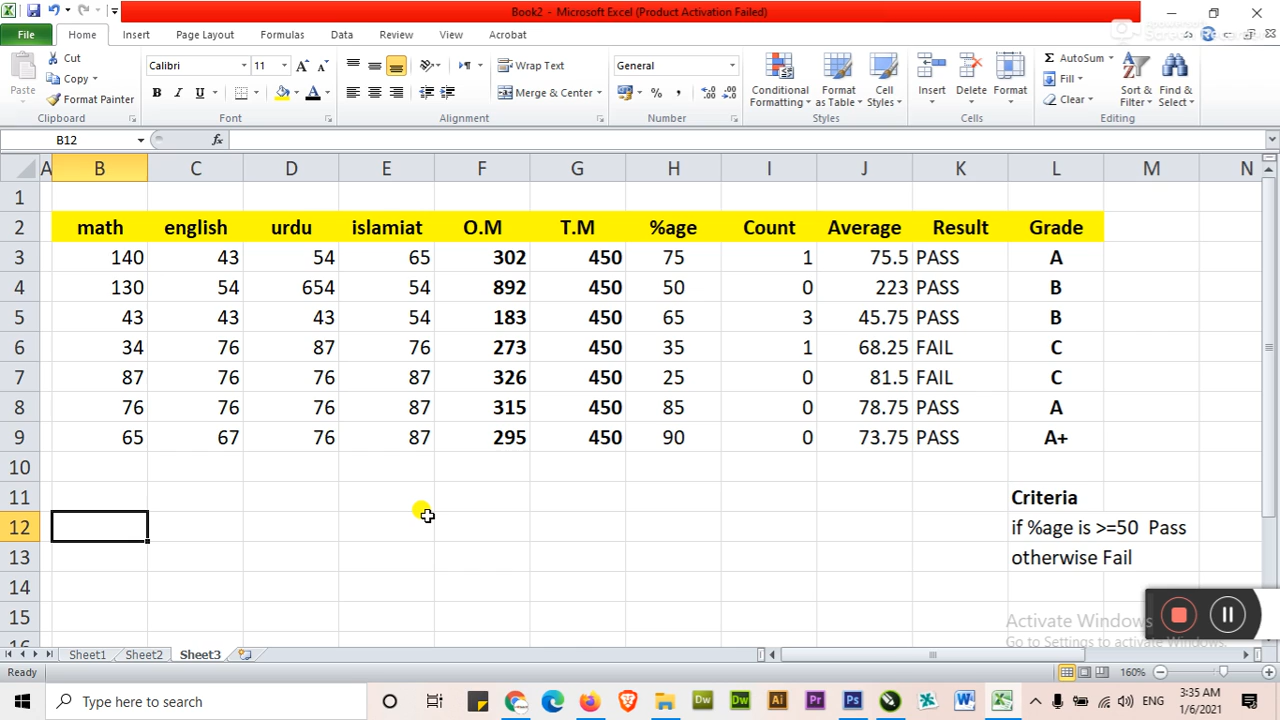 Book2 - Microsoft Excel (Product Activation Failed)
File Home Insert Page Layout Formulas Data Review View Acrobat
Paste Cut Copy Format Painter Clipboard
Calibri 11 B I U A Font
Wrap Text Merge & Center Alignment
General % , Number
Conditional Formatting Format as Table Cell Styles Styles
Insert Delete Format Cells
Σ AutoSum Fill Clear Sort & Filter Find & Select Editing
B12 fx
A B C D E F G H I J K L M N
1
2 math english urdu islamiat O.M T.M %age Count Average Result Grade
3 140 43 54 65 302 450 75 1 75.5 PASS A
4 130 54 654 54 892 450 50 0 223 PASS B
5 43 43 43 54 183 450 65 3 45.75 PASS B
6 34 76 87 76 273 450 35 1 68.25 FAIL C
7 87 76 76 87 326 450 25 0 81.5 FAIL C
8 76 76 76 87 315 450 85 0 78.75 PASS A
9 65 67 76 87 295 450 90 0 73.75 PASS A+
10
11 Criteria
12 if %age is >=50 Pass
13 otherwise Fail
14
15
Activate Windows
Go to Settings to activate Windows.
Sheet1 Sheet2 Sheet3
Ready 160%
Type here to search Dw Dw Ai Pr Ps W ENG 3:35 AM
1/6/2021